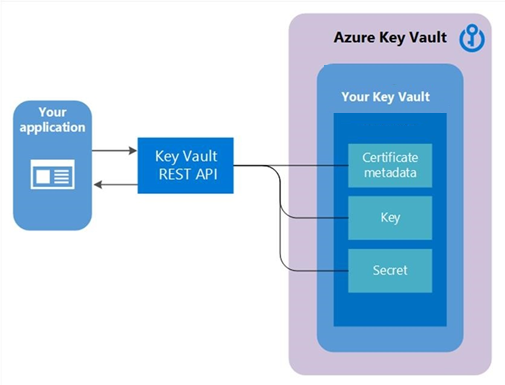 Azure Key Vault
Your Key Vault
Your
application
Key Vault
REST API
Certificate
metadata
Key
Secret